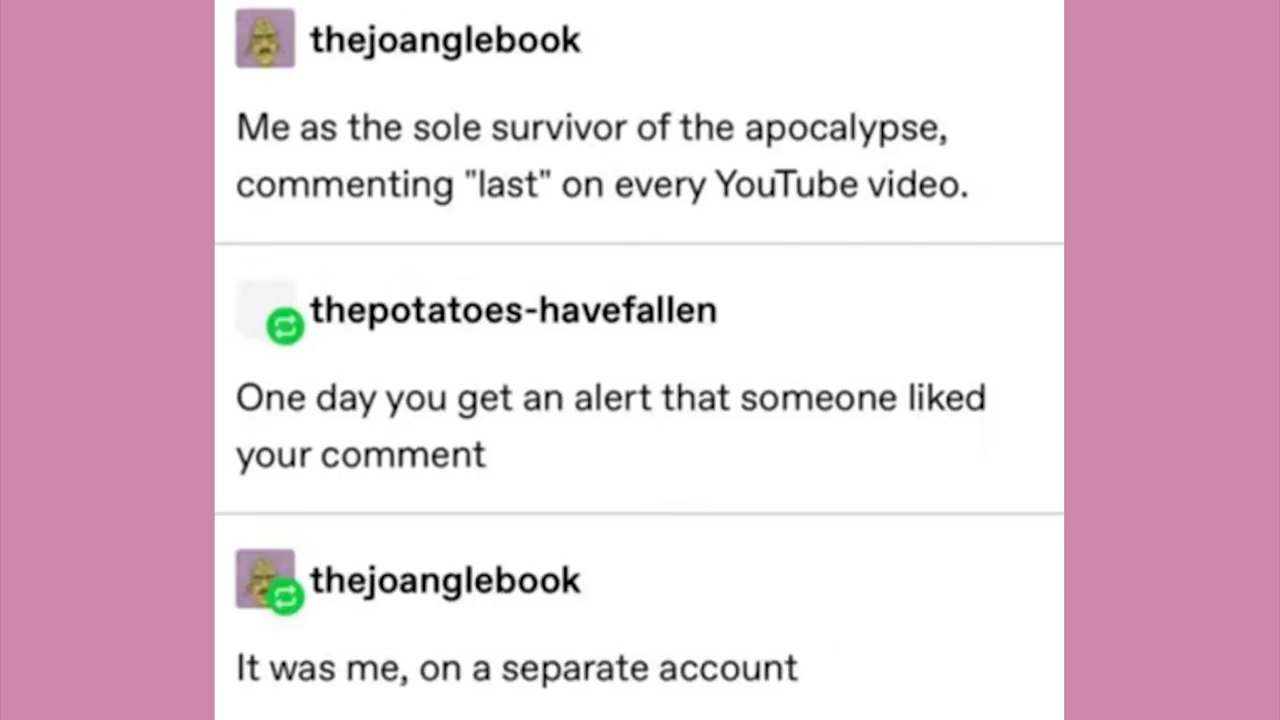 thejoanglebook
Me as the sole survivor of the apocalypse,
commenting "last" on every YouTube video.
thepotatoes-havefallen
One day you get an alert that someone liked
your comment
thejoanglebook
It was me, on a separate account